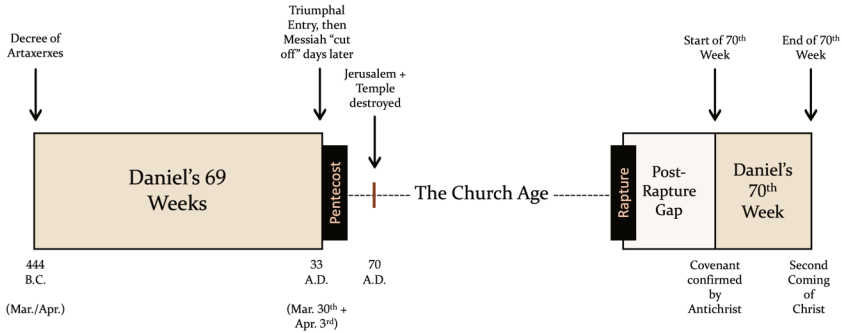 Decree of
Artaxerxes
Triumphal
Entry, then
Messiah “cut
off” days later
Jerusalem +
Temple
destroyed
Start of 70th
Week
End of 70th
Week
Daniel’s 69
Weeks
Pentecost
The Church Age
Rapture
Post-
Rapture
Gap
Daniel’s
70th
Week
444
B.C.
(Mar./Apr.)
33
A.D.
(Mar. 30th +
Apr. 3rd)
70
A.D.
Covenant
confirmed
by
Antichrist
Second
Coming
of
Christ